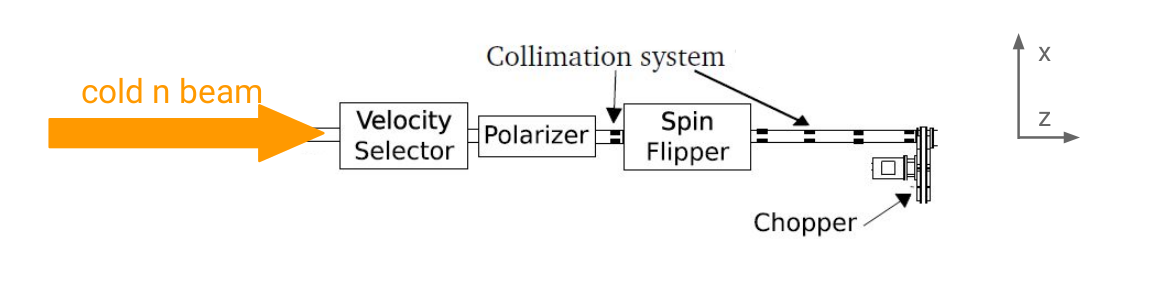 Collimation system
cold n beam
Velocity
Selector
Polarizer
Spin
Flipper
Chopper
x
z